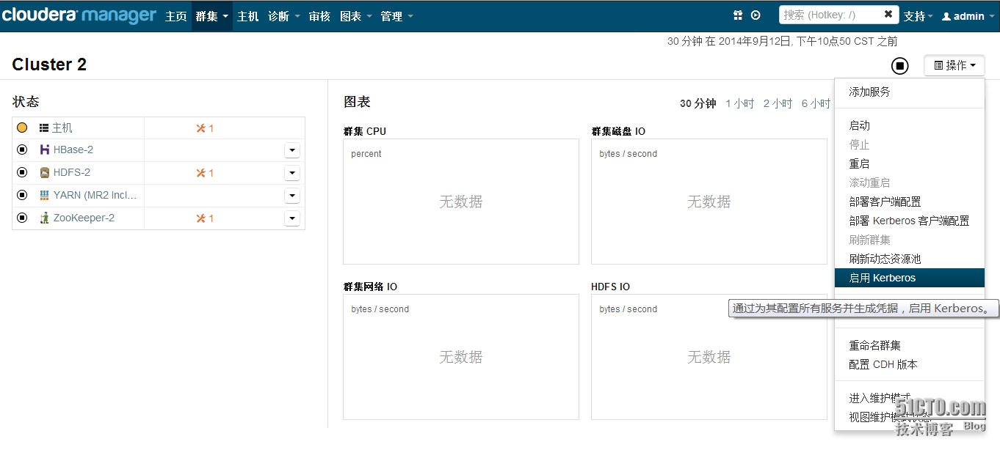 cloudera manager 主页 群集 主机 诊断 审核 图表 管理 搜索 (Hotkey: /) 支持 admin
30 分钟 在 2014年9月12日, 下午10点50 CST 之前
Cluster 2
操作
状态
主机 1
HBase-2
HDFS-2 1
YARN (MR2 Incl...
ZooKeeper-2 1
图表
30 分钟 1 小时 2 小时 6 小时
群集 CPU
percent
无数据
群集磁盘 IO
bytes / second
无数据
群集网络 IO
bytes / second
无数据
HDFS IO
bytes / second
无数据
添加服务
启动
停止
重启
滚动重启
部署客户端配置
部署 Kerberos 客户端配置
刷新群集
刷新动态资源池
启用 Kerberos
通过为其配置所有服务并生成凭据，启用 Kerberos。
重命名群集
配置 CDH 版本
进入维护模式
视图维护模式状态
51CTO.com
技术博客 Blog